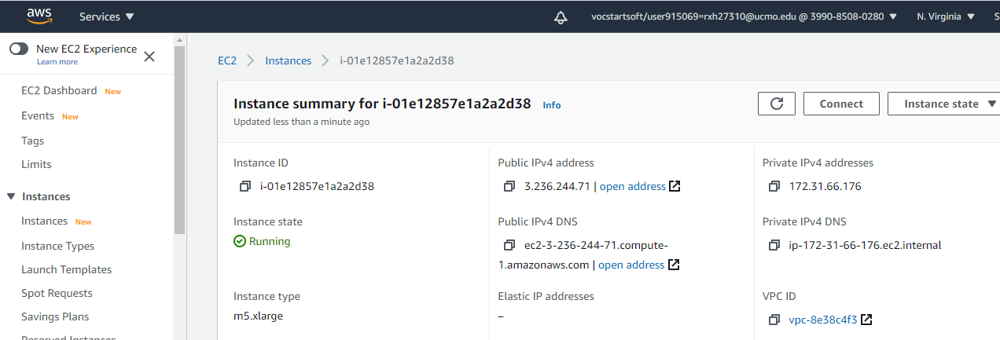 aws Services vocstartsoft/user915069=rxh27310@ucmo.edu @ 3990-8508-0280 N. Virginia S
New EC2 Experience
Learn more
EC2 Dashboard New
Events New
Tags
Limits
Instances
Instances New
Instance Types
Launch Templates
Spot Requests
Savings Plans
Reserved Instances
EC2 Instances i-01e12857e1a2a2d38
Instance summary for i-01e12857e1a2a2d38 Info
Updated less than a minute ago
Connect Instance state
Instance ID
i-01e12857e1a2a2d38
Public IPv4 address
3.236.244.71 | open address
Private IPv4 addresses
172.31.66.176
Instance state
Running
Public IPv4 DNS
ec2-3-236-244-71.compute-
1.amazonaws.com | open address
Private IPv4 DNS
ip-172-31-66-176.ec2.internal
Instance type
m5.xlarge
Elastic IP addresses
–
VPC ID
vpc-8e38c4f3